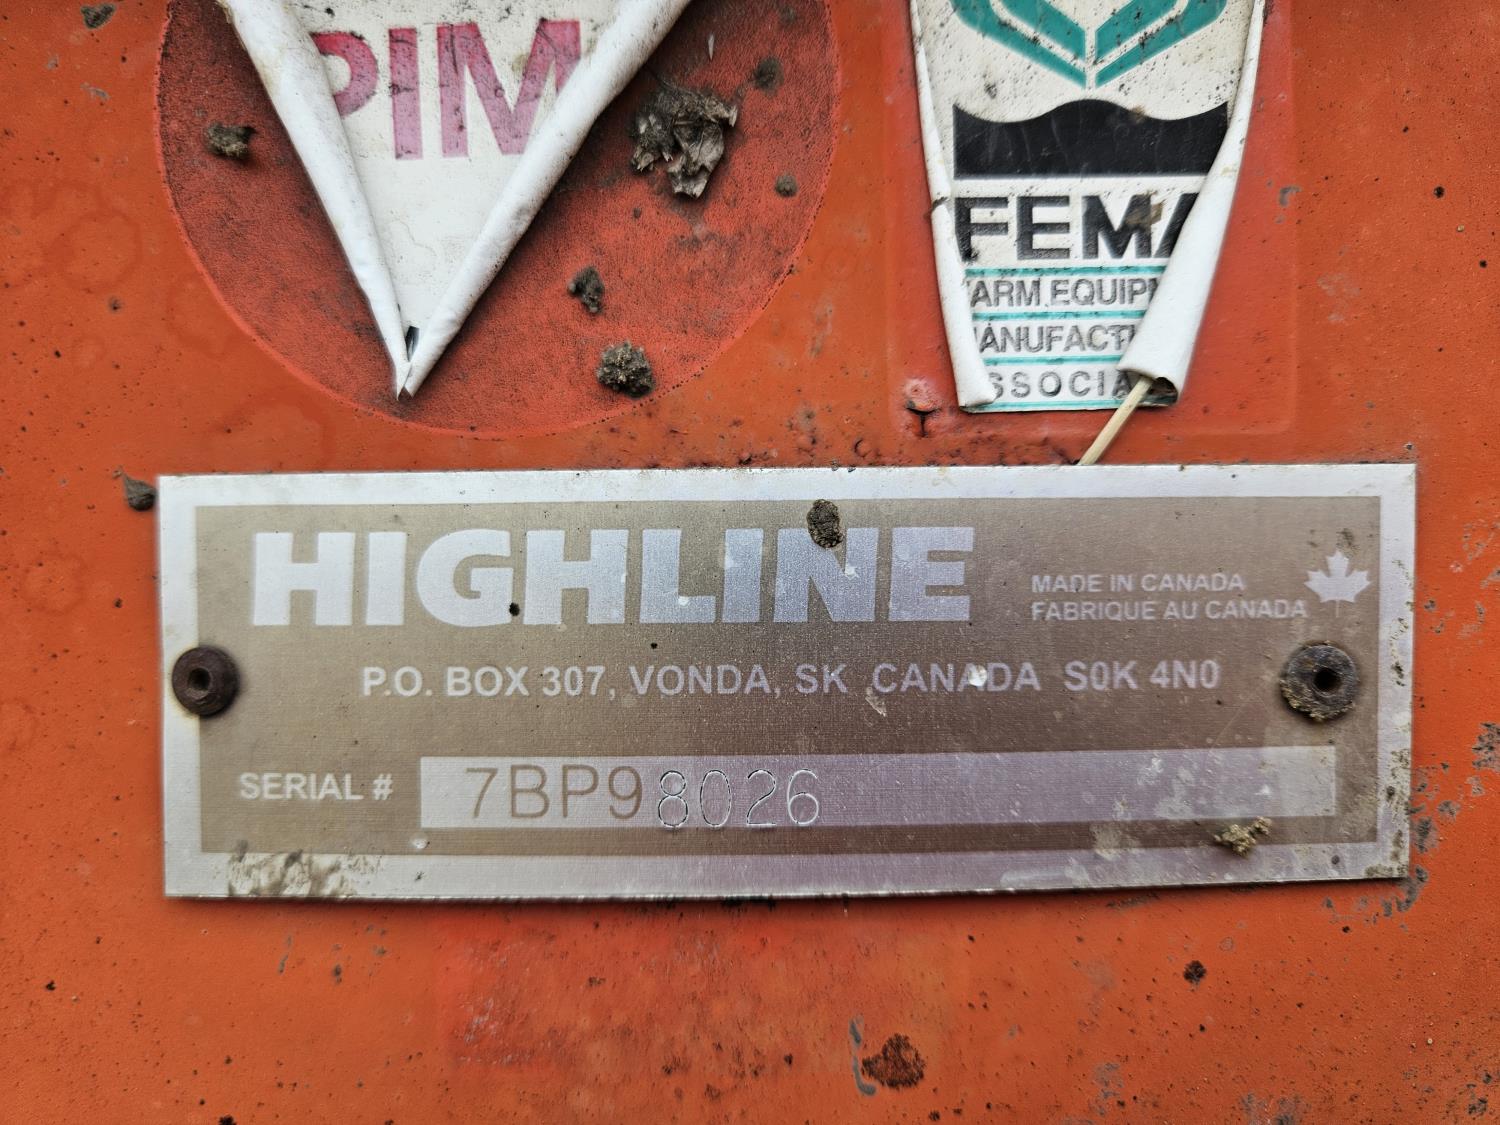 PIM
FEMA
ARM EQUIP
ANUFACT
SSOCIA
HIGHLINE
MADE IN CANADA
FABRIQUE AU CANADA
P.O. BOX 307, VONDA, SK CANADA S0K 4N0
SERIAL # 7BP98026